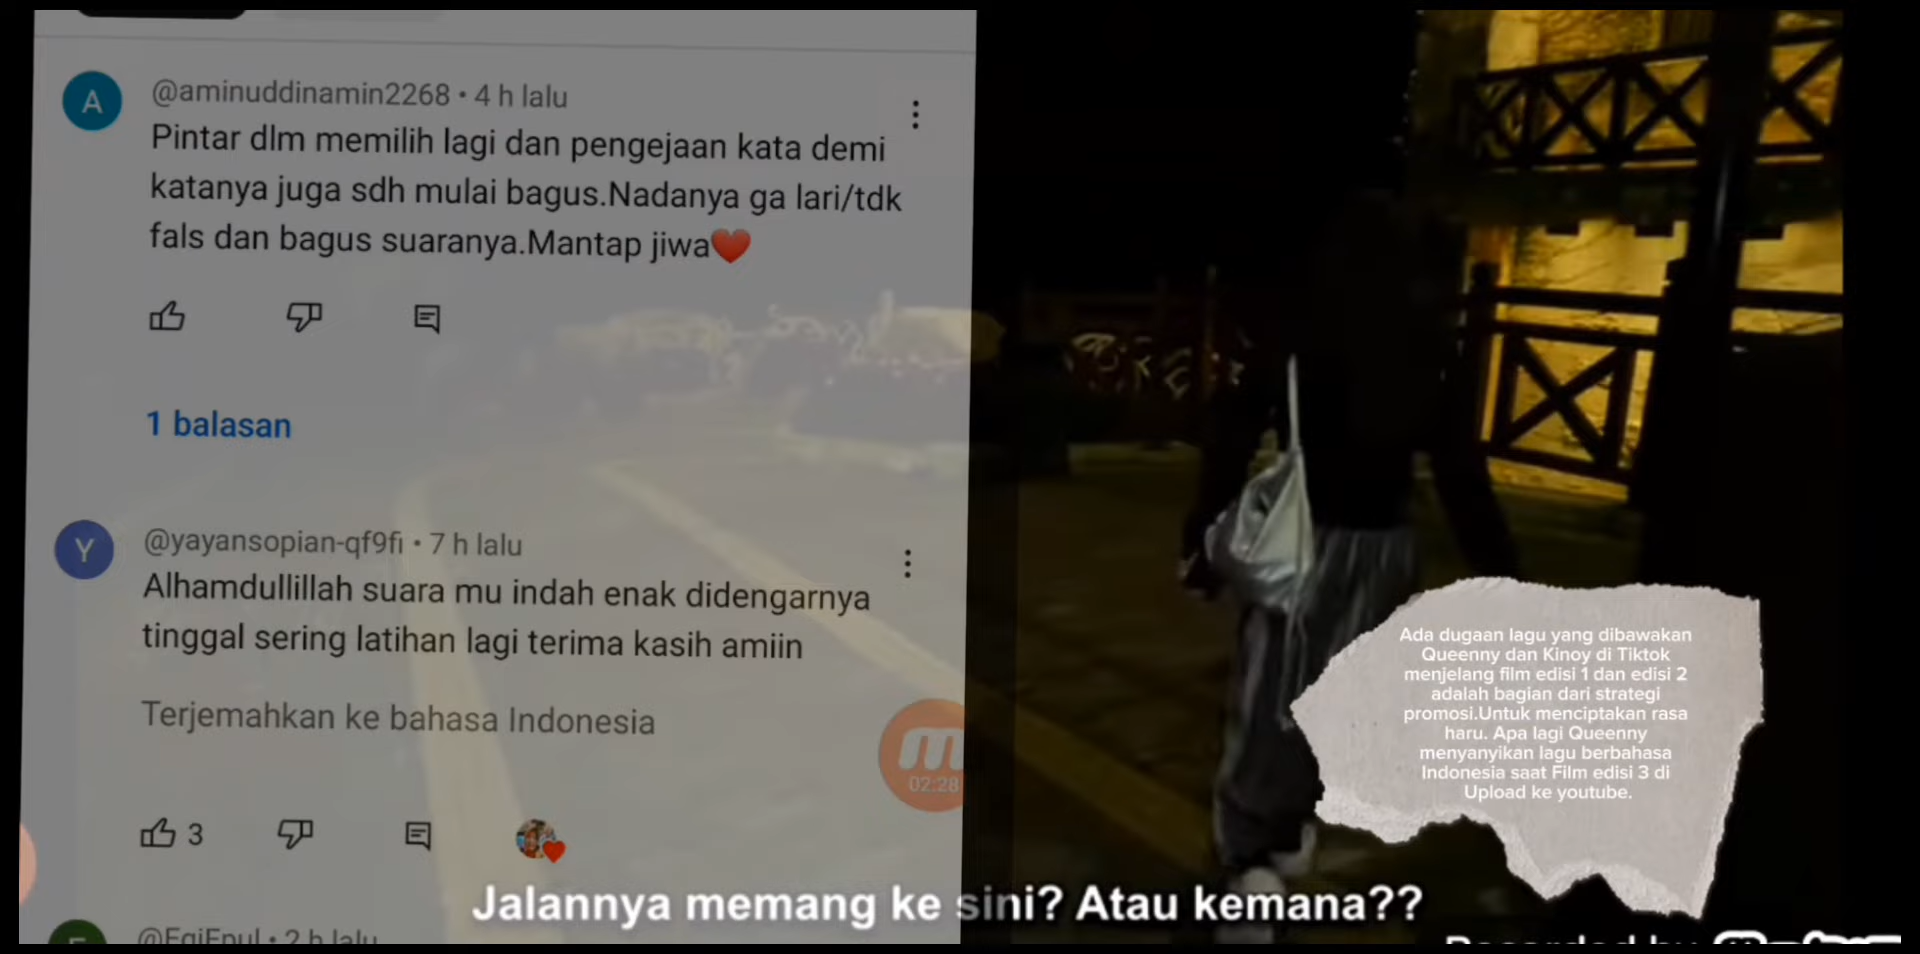 @aminuddinamin2268 • 4 h lalu
Pintar dlm memilih lagi dan pengejaan kata demi
katanya juga sdh mulai bagus.Nadanya ga lari/tdk
fals dan bagus suaranya.Mantap jiwa❤️
1 balasan
@yayansopian-qf9fi • 7 h lalu
Alhamdullillah suara mu indah enak didengarnya
tinggal sering latihan lagi terima kasih amiin
Terjemahkan ke bahasa Indonesia
02:28
3
Ada dugaan lagu yang dibawakan
Queenny dan Kinoy di Tiktok
menjelang film edisi 1 dan edisi 2
adalah bagian dari strategi
promosi.Untuk menciptakan rasa
haru. Apa lagi Queenny
menyanyikan lagu berbahasa
Indonesia saat Film edisi 3 di
Upload ke youtube.
Jalannya memang ke sini? Atau kemana??